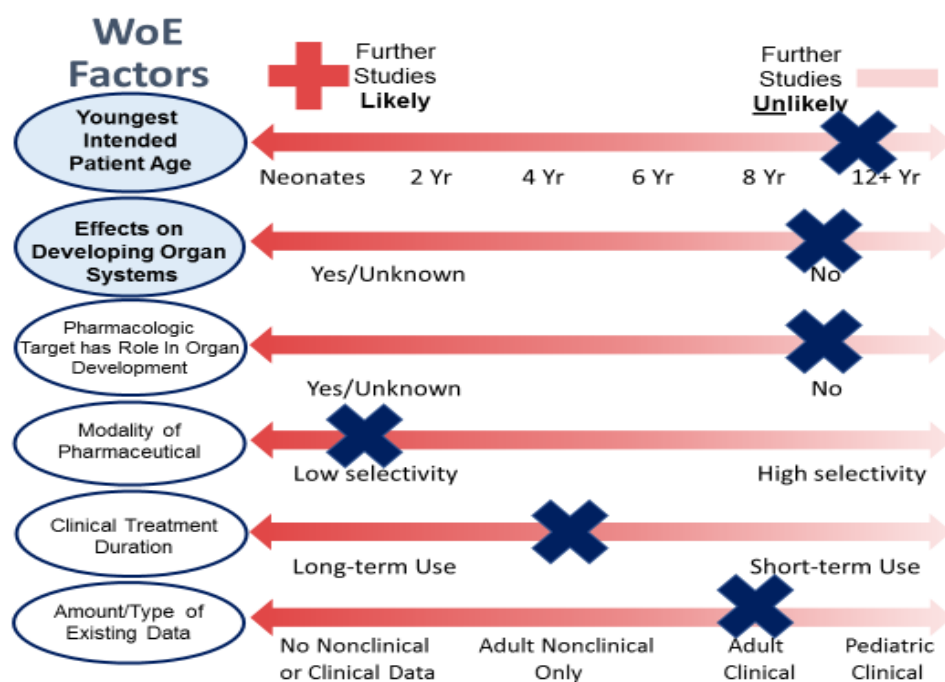 WoE
Factors
Further
Studies
Likely
Further
Studies
Unlikely
Youngest
Intended
Patient Age
Neonates 2 Yr 4 Yr 6 Yr 8 Yr 12+ Yr
Effects on
Developing Organ
Systems
Yes/Unknown No
Pharmacologic
Target has Role In Organ
Development
Yes/Unknown No
Modality of
Pharmaceutical
Low selectivity High selectivity
Clinical Treatment
Duration
Long-term Use Short-term Use
Amount/Type of
Existing Data
No Nonclinical
or Clinical Data
Adult Nonclinical
Only
Adult
Clinical
Pediatric
Clinical